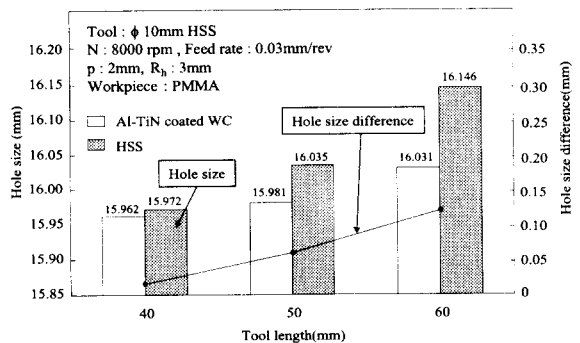 Tool : ϕ 10mm HSS
N : 8000 rpm , Feed rate : 0.03mm/rev
p : 2mm, Rh : 3mm
Workpiece : PMMA
Al-TiN coated WC
HSS
Hole size
Hole size difference
15.962
15.972
15.981
16.035
16.031
16.146
Hole size (mm)
16.20
16.15
16.10
16.05
16.00
15.95
15.90
15.85
Hole size difference(mm)
0.35
0.30
0.20
0.15
0.10
0.05
0
40
50
60
Tool length(mm)